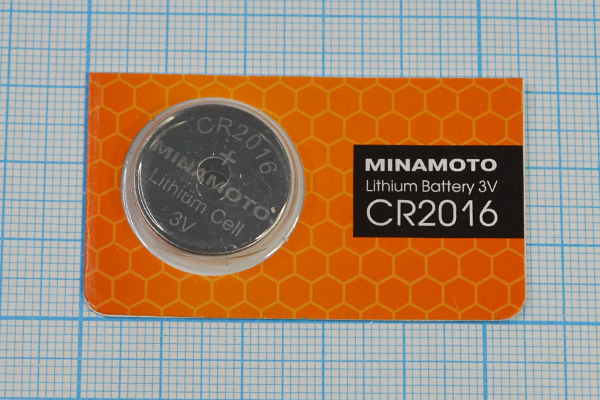 CR2016
+
MINAMOTO
Lithium Cell
3V
MINAMOTO
Lithium Battery 3V
CR2016